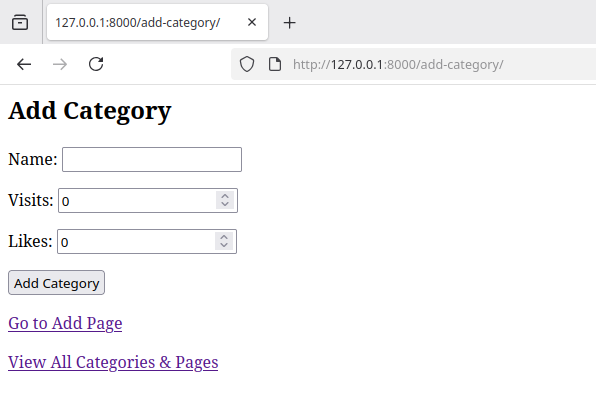 127.0.0.1:8000/add-category/
http://127.0.0.1:8000/add-category/
Add Category
Name:
Visits: 0
Likes: 0
Add Category
Go to Add Page
View All Categories & Pages